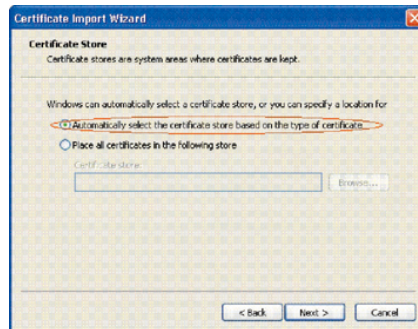 Certificate Import Wizard
Certificate Store
Certificate stores are system areas where certificates are kept.
Windows can automatically select a certificate store, or you can specify a location for
Automatically select the certificate store based on the type of certificate
Place all certificates in the following store
Certificate store:
Browse...
< Back
Next >
Cancel